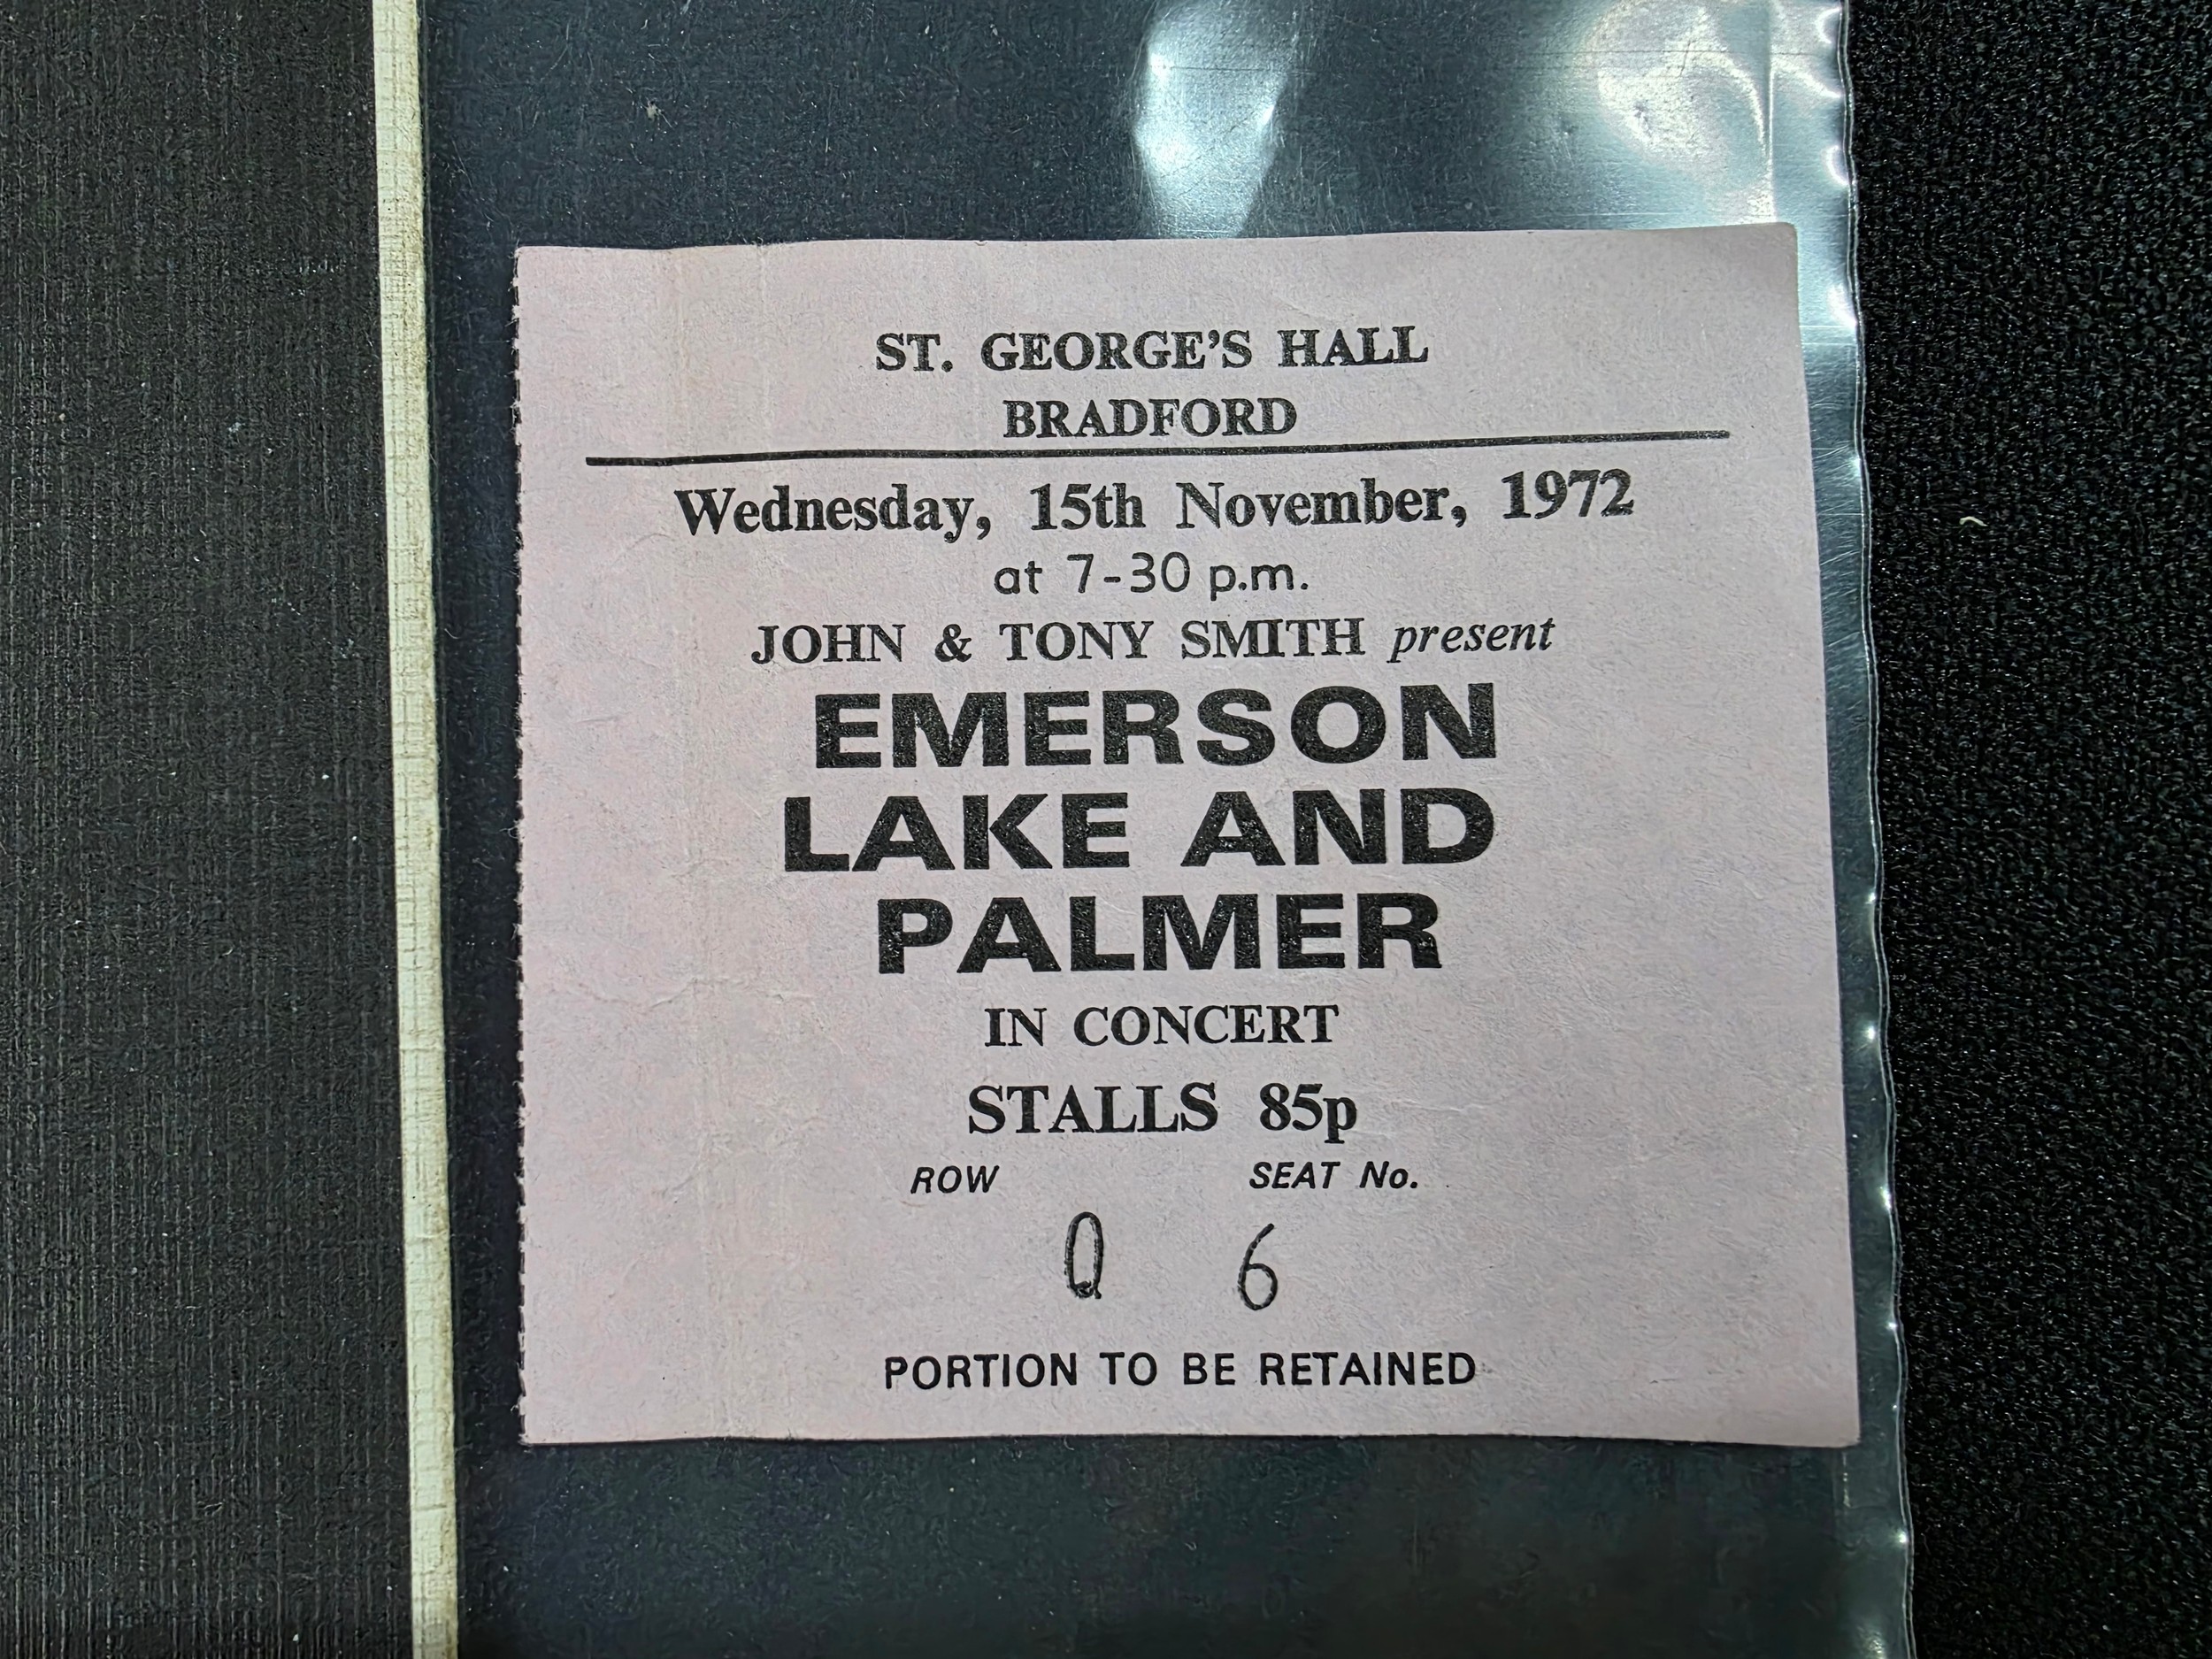 ST. GEORGE'S HALL
BRADFORD
Wednesday, 15th November, 1972
at 7-30 p.m.
JOHN & TONY SMITH present
EMERSON
LAKE AND
PALMER
IN CONCERT
STALLS 85p
ROW SEAT No.
Q 6
PORTION TO BE RETAINED